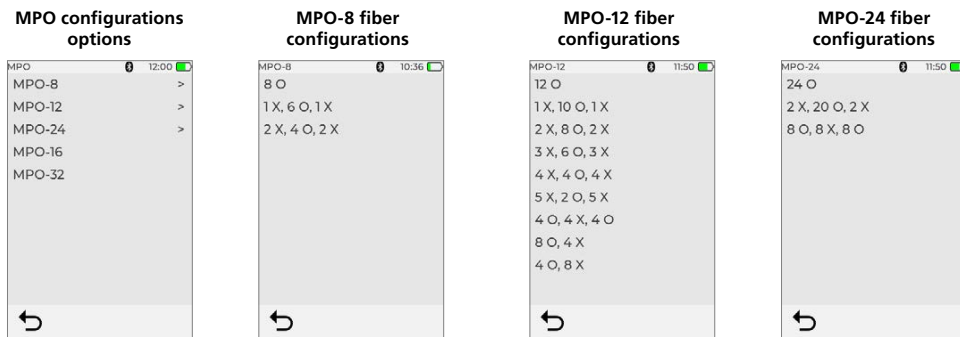 MPO configurations
options
MPO 12:00
MPO-8 >
MPO-12 >
MPO-24 >
MPO-16
MPO-32
MPO-8 fiber
configurations
MPO-8 10:36
8 O
1 X, 6 O, 1 X
2 X, 4 O, 2 X
MPO-12 fiber
configurations
MPO-12 11:50
12 O
1 X, 10 O, 1 X
2 X, 8 O, 2 X
3 X, 6 O, 3 X
4 X, 4 O, 4 X
5 X, 2 O, 5 X
4 O, 4 X, 4 O
8 O, 4 X
4 O, 8 X
MPO-24 fiber
configurations
MPO-24 11:50
24 O
2 X, 20 O, 2 X
8 O, 8 X, 8 O